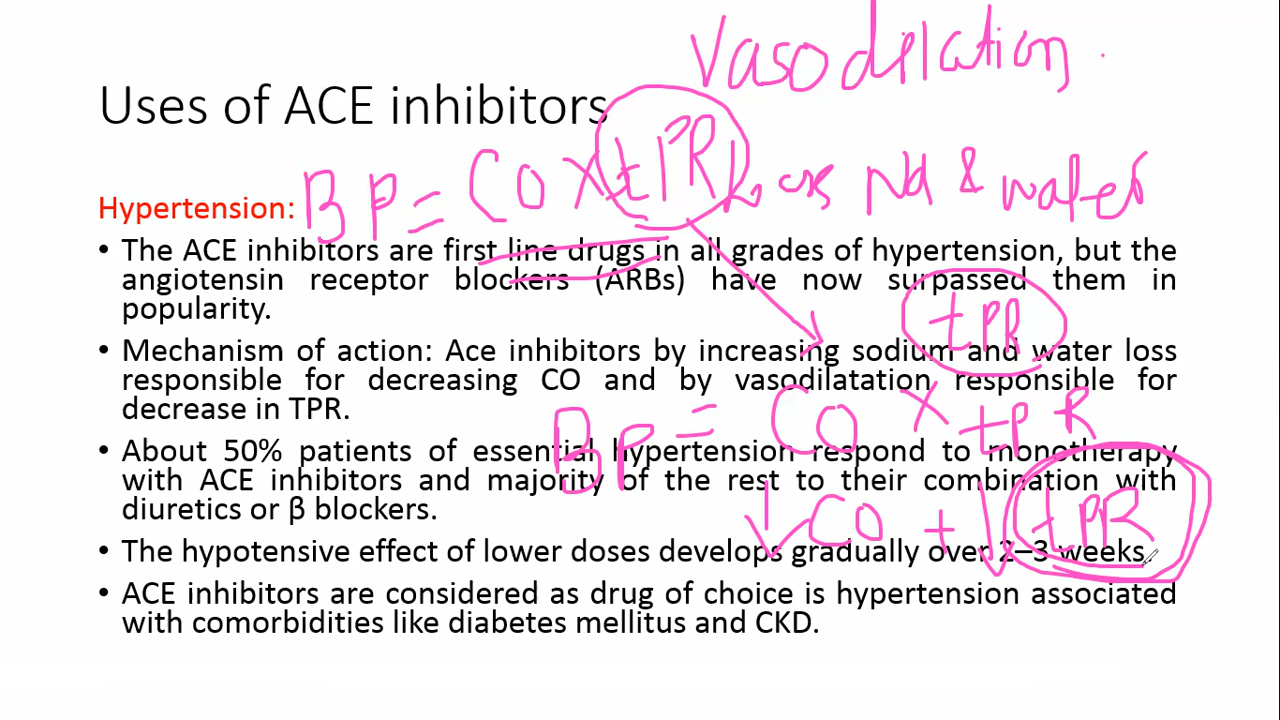 Vasodilation
Uses of ACE inhibitors
BP = CO X tPR loss Na & water
Hypertension:
• The ACE inhibitors are first line drugs in all grades of hypertension, but the
angiotensin receptor blockers (ARBs) have now surpassed them in
popularity.
tPR
• Mechanism of action: Ace inhibitors by increasing sodium and water loss
responsible for decreasing CO and by vasodilatation responsible for
decrease in TPR.
BP = CO X tPR
• About 50% patients of essential hypertension respond to monotherapy
with ACE inhibitors and majority of the rest to their combination with
diuretics or β blockers.
↓ CO + ↓ tPR
• The hypotensive effect of lower doses develops gradually over 2–3 weeks.
• ACE inhibitors are considered as drug of choice is hypertension associated
with comorbidities like diabetes mellitus and CKD.